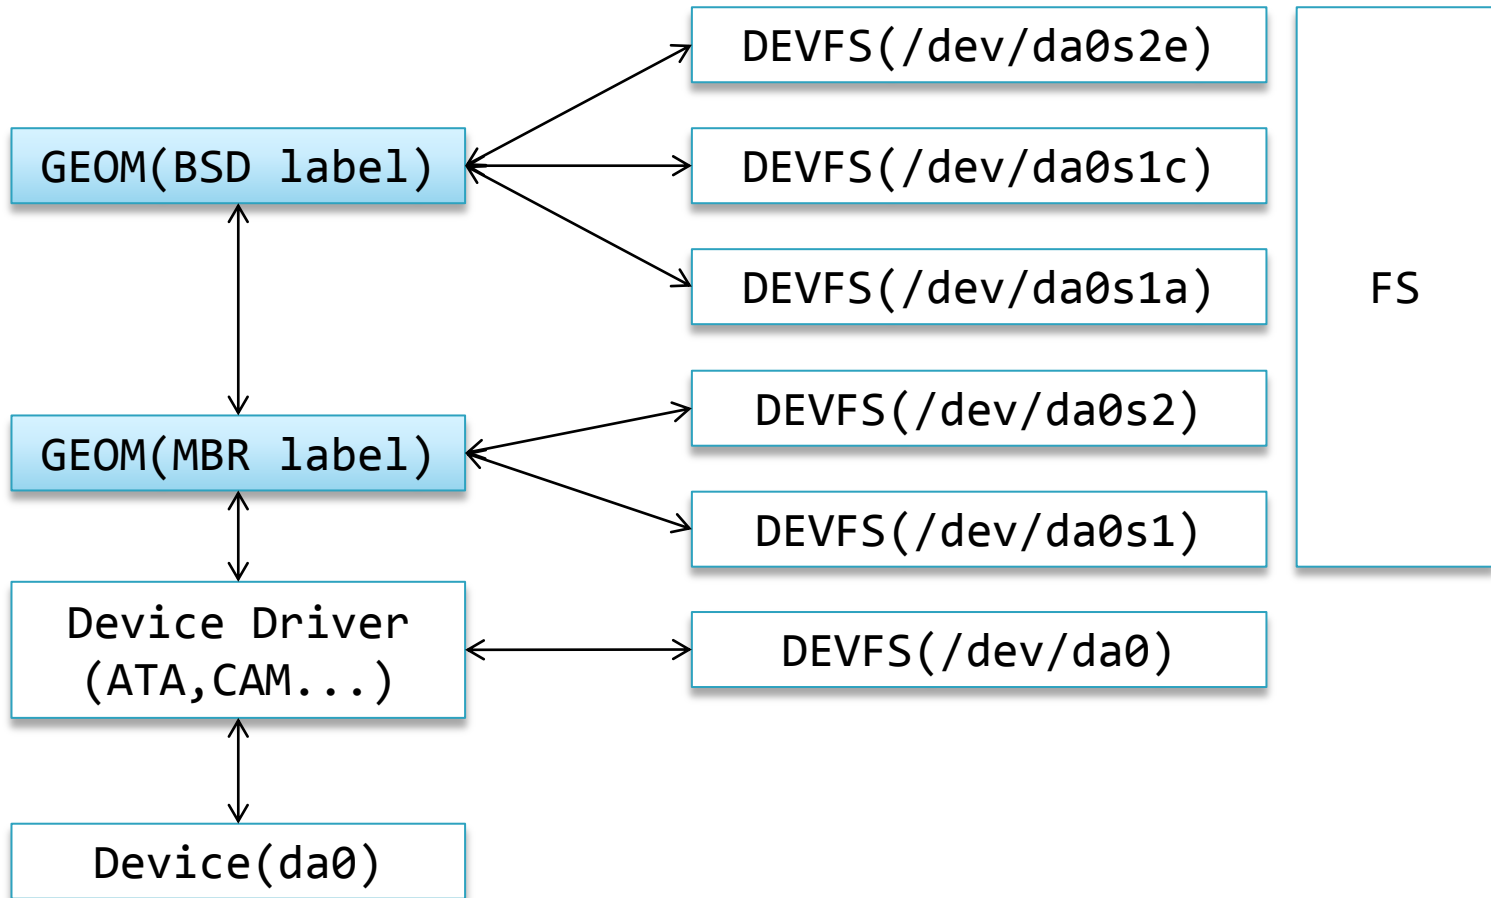 DEVFS(/dev/da0s2e)
GEOM(BSD label)
DEVFS(/dev/da0s1c)
DEVFS(/dev/da0s1a)
FS
DEVFS(/dev/da0s2)
GEOM(MBR label)
DEVFS(/dev/da0s1)
Device Driver
(ATA,CAM...)
DEVFS(/dev/da0)
Device(da0)